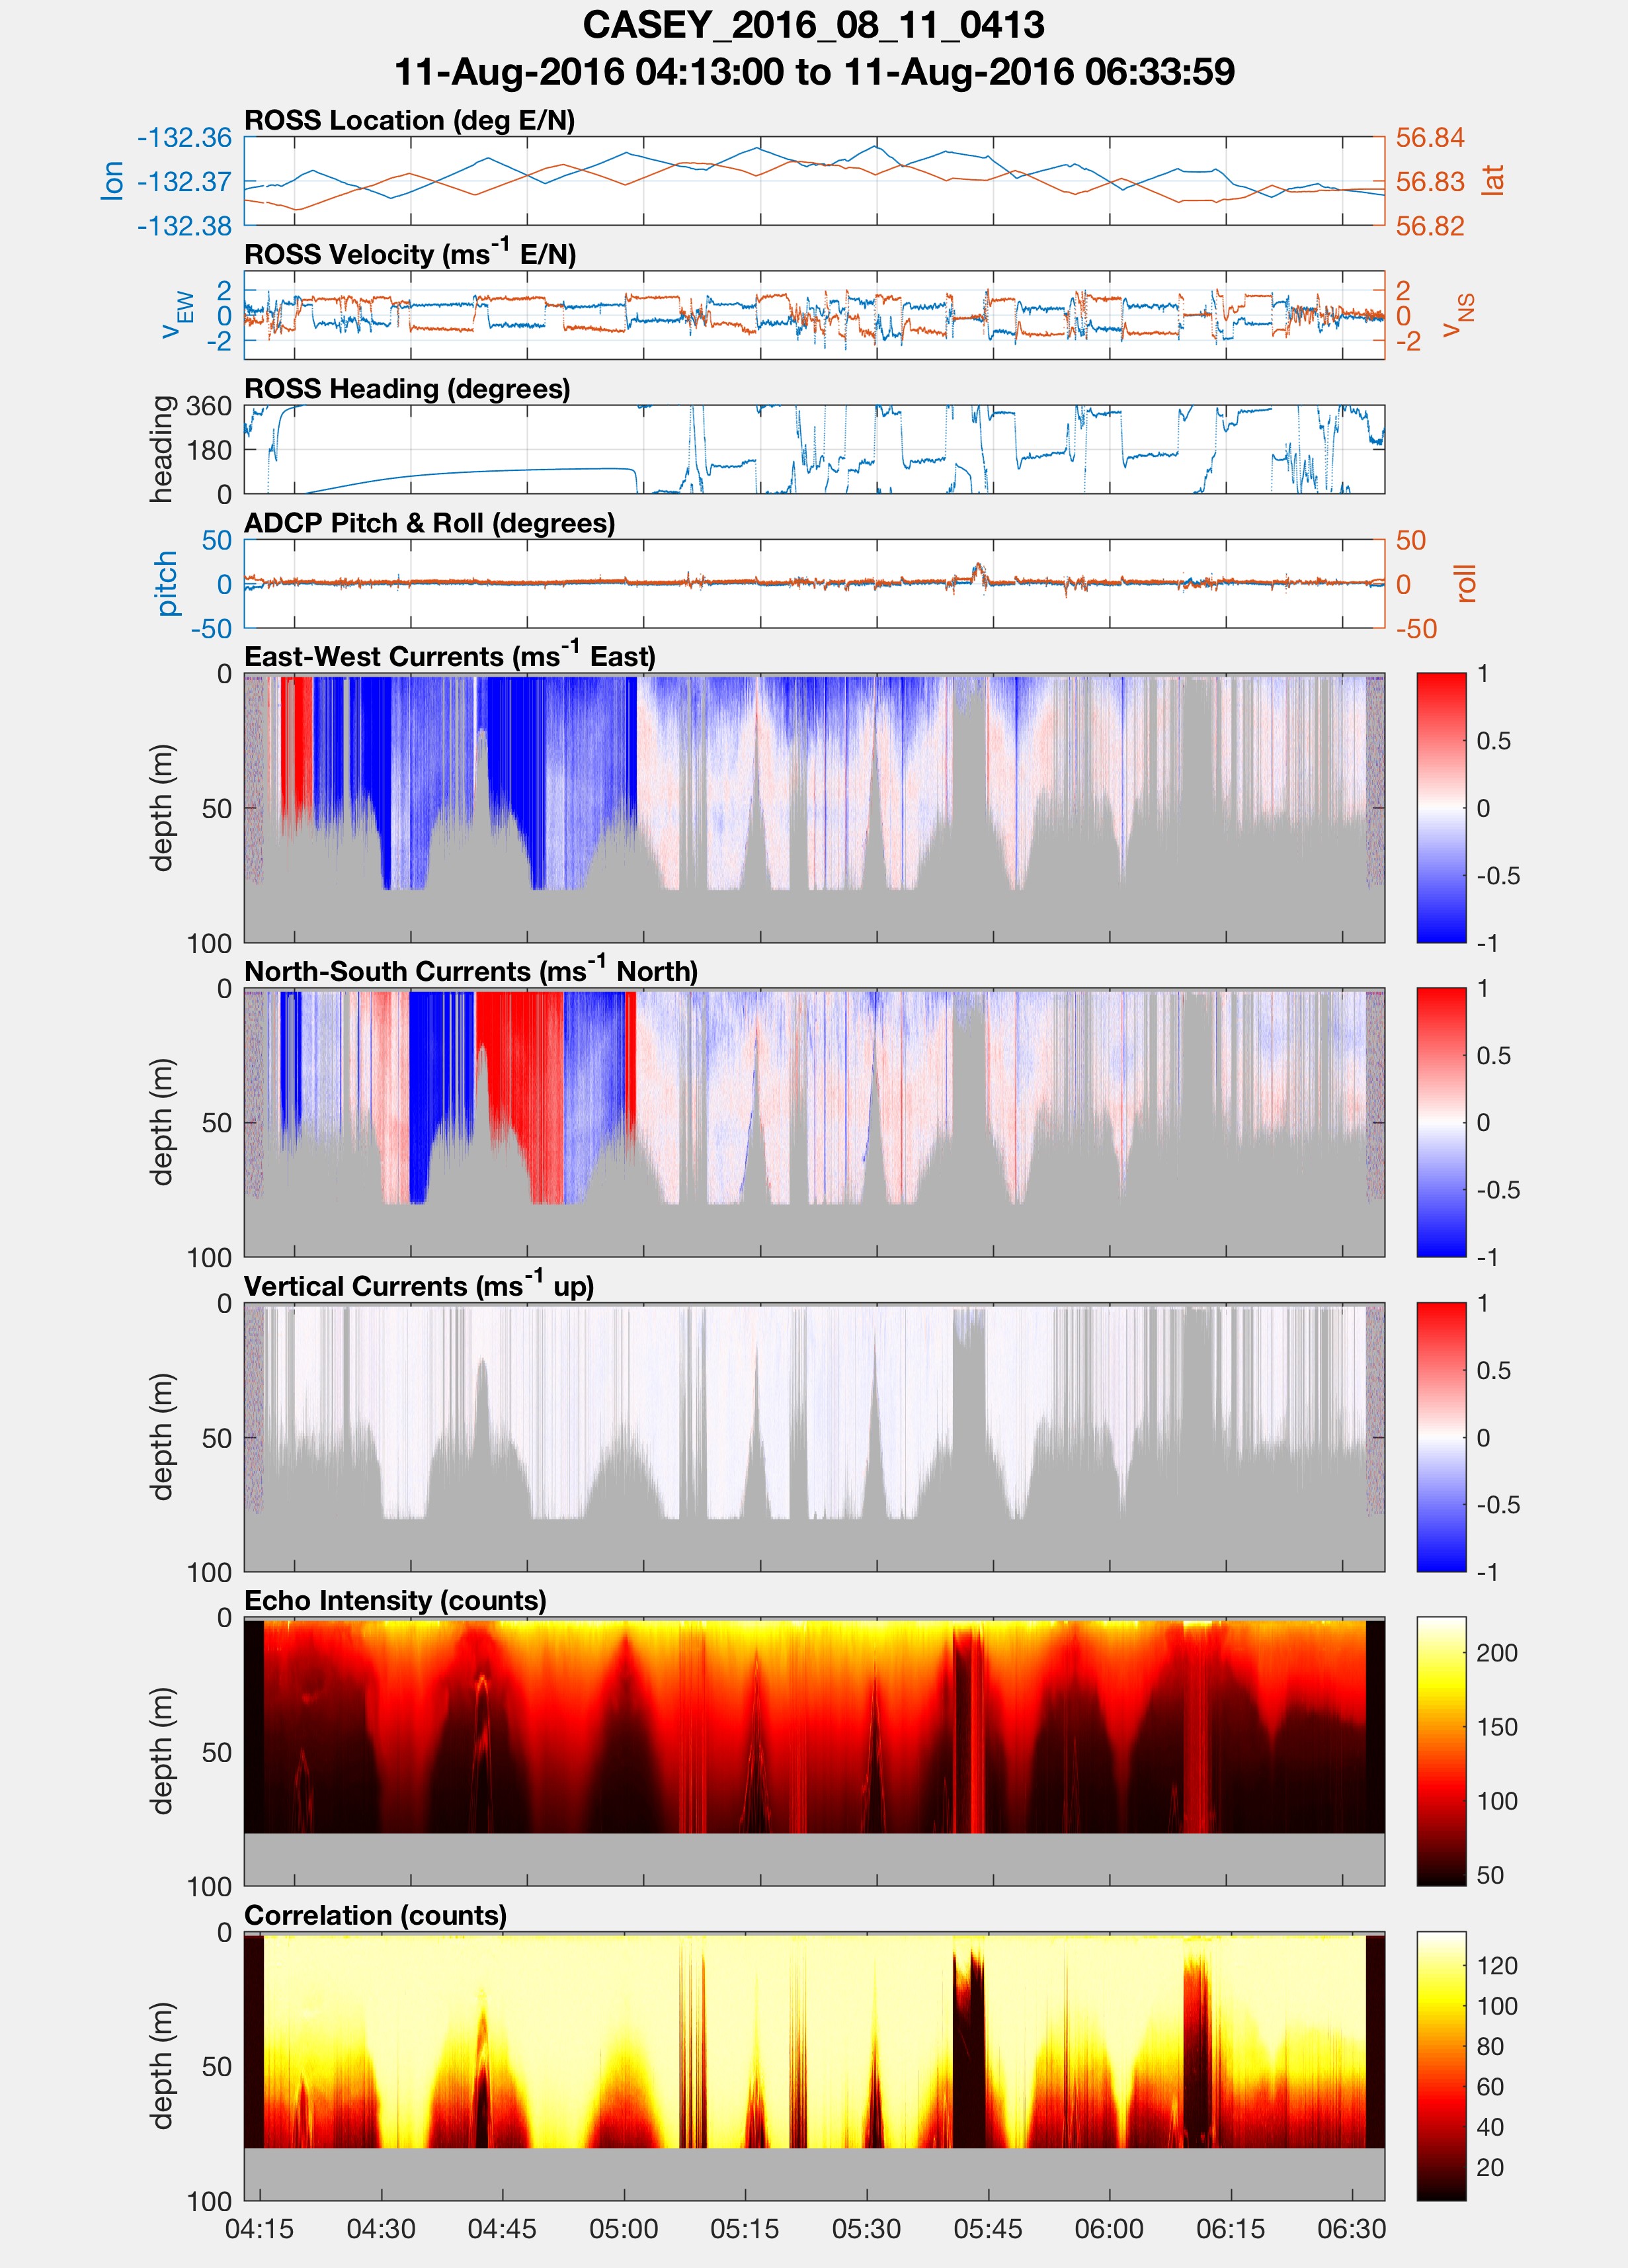 CASEY_2016_08_11_0413
11-Aug-2016 04:13:00 to 11-Aug-2016 06:33:59
ROSS Location (deg E/N)
-132.36
-132.37
-132.38
lon
56.84
56.83
56.82
lat
ROSS Velocity (ms-1 E/N)
2
0
-2
vEW
2
0
-2
vNS
ROSS Heading (degrees)
360
180
0
heading
ADCP Pitch & Roll (degrees)
50
0
-50
pitch
50
0
-50
roll
East-West Currents (ms-1 East)
0
50
100
depth (m)
1
0.5
0
-0.5
-1
North-South Currents (ms-1 North)
0
50
100
depth (m)
1
0.5
0
-0.5
-1
Vertical Currents (ms-1 up)
0
50
100
depth (m)
1
0.5
0
-0.5
-1
Echo Intensity (counts)
0
50
100
depth (m)
200
150
100
50
Correlation (counts)
0
50
100
depth (m)
120
100
80
60
40
20
04:15 04:30 04:45 05:00 05:15 05:30 05:45 06:00 06:15 06:30